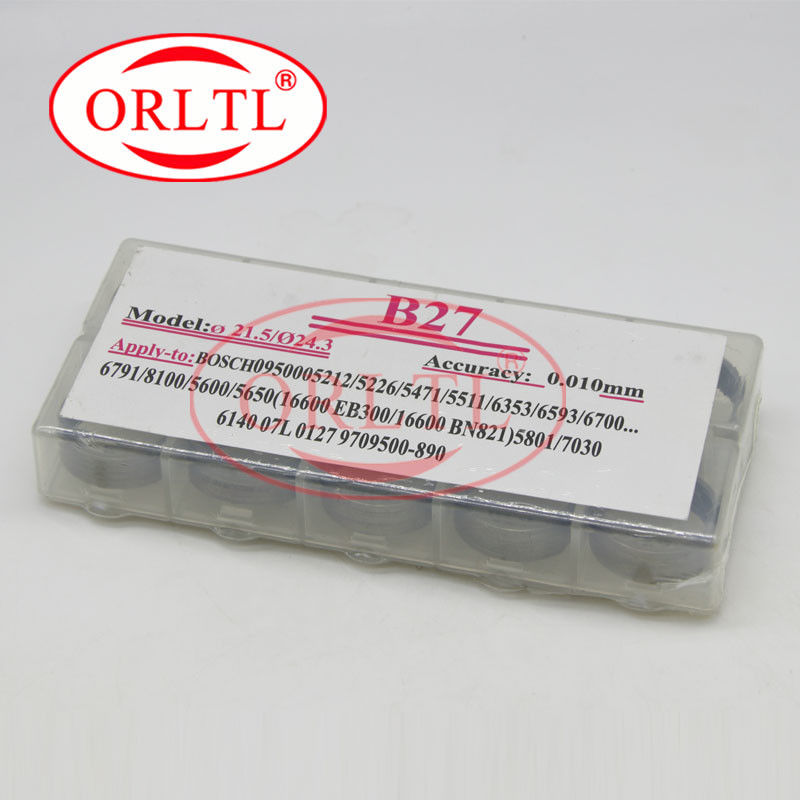 ORLTL®
B27
Model:ø 21.5/Ø24.3
Accuracy: 0.010mm
Apply-to:BOSCH0950005212/5226/5471/5511/6353/6593/6700...
6791/8100/5600/5650(16600 EB300/16600 BN821)5801/7030
6140 07L 0127 9709500-890
ORLTL®